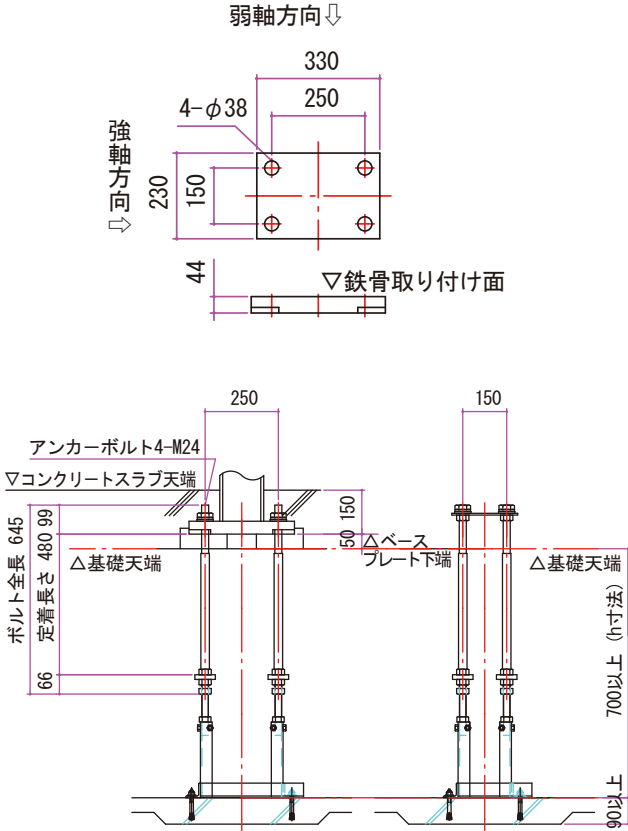 弱軸方向⇩
330
250
4-φ38
強軸方向⇨
230
150
44
▽鉄骨取り付け面
250
150
アンカーボルト4-M24
▽コンクリートスラブ天端
ボルト全長 645
99
定着長さ 480
66
150
50
△ベース
プレート下端
△基礎天端
△基礎天端
700以上 (h寸法)
90以上